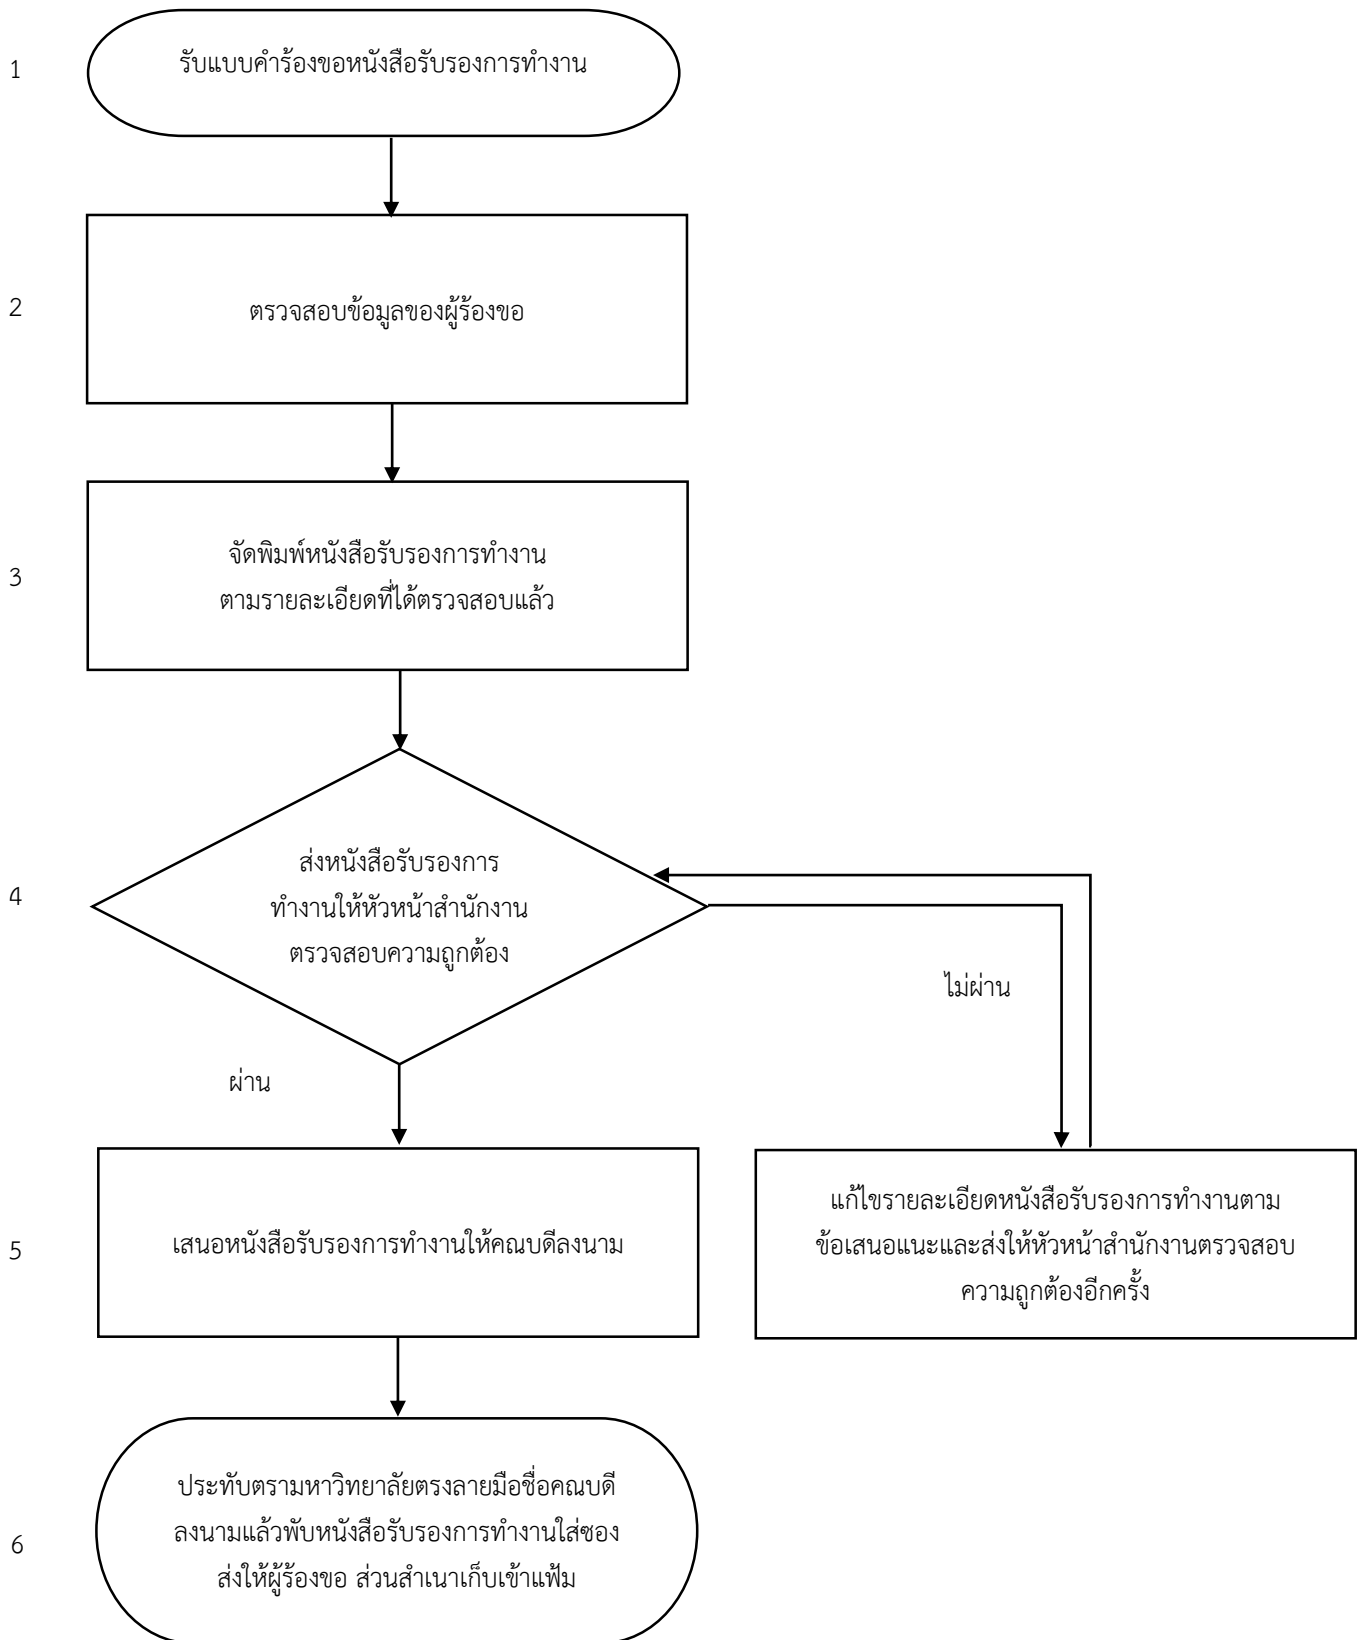 1
รับแบบคำร้องขอหนังสือรับรองการทำงาน
2
ตรวจสอบข้อมูลของผู้ร้องขอ
3
จัดพิมพ์หนังสือรับรองการทำงาน
ตามรายละเอียดที่ได้ตรวจสอบแล้ว
4
ส่งหนังสือรับรองการ
ทำงานให้หัวหน้าสำนักงาน
ตรวจสอบความถูกต้อง
ไม่ผ่าน
ผ่าน
5
เสนอหนังสือรับรองการทำงานให้คณบดีลงนาม
แก้ไขรายละเอียดหนังสือรับรองการทำงานตาม
ข้อเสนอแนะและส่งให้หัวหน้าสำนักงานตรวจสอบ
ความถูกต้องอีกครั้ง
6
ประทับตรามหาวิทยาลัยตรงลายมือชื่อคณบดี
ลงนามแล้วพับหนังสือรับรองการทำงานใส่ซอง
ส่งให้ผู้ร้องขอ ส่วนสำเนาเก็บเข้าแฟ้ม